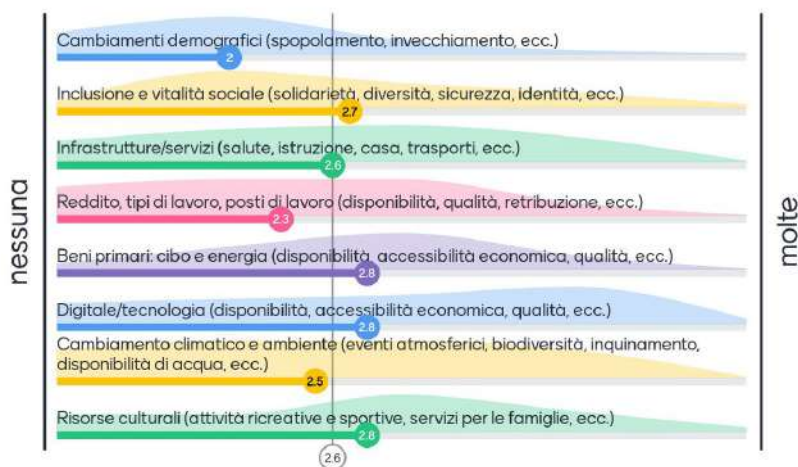 Cambiamenti demografici (spopolamento, invecchiamento, ecc.)
2
Inclusione e vitalità sociale (solidarietà, diversità, sicurezza, identità, ecc.)
2.7
Infrastrutture/servizi (salute, istruzione, casa, trasporti, ecc.)
2.6
Reddito, tipi di lavoro, posti di lavoro (disponibilità, qualità, retribuzione, ecc.)
2.3
nessuna
molte
Beni primari: cibo e energia (disponibilità, accessibilità economica, qualità, ecc.)
2.8
Digitale/tecnologia (disponibilità, accessibilità economica, qualità, ecc.)
2.8
Cambiamento climatico e ambiente (eventi atmosferici, biodiversità, inquinamento,
disponibilità di acqua, ecc.)
2.5
Risorse culturali (attività ricreative e sportive, servizi per le famiglie, ecc.)
2.8
2.6